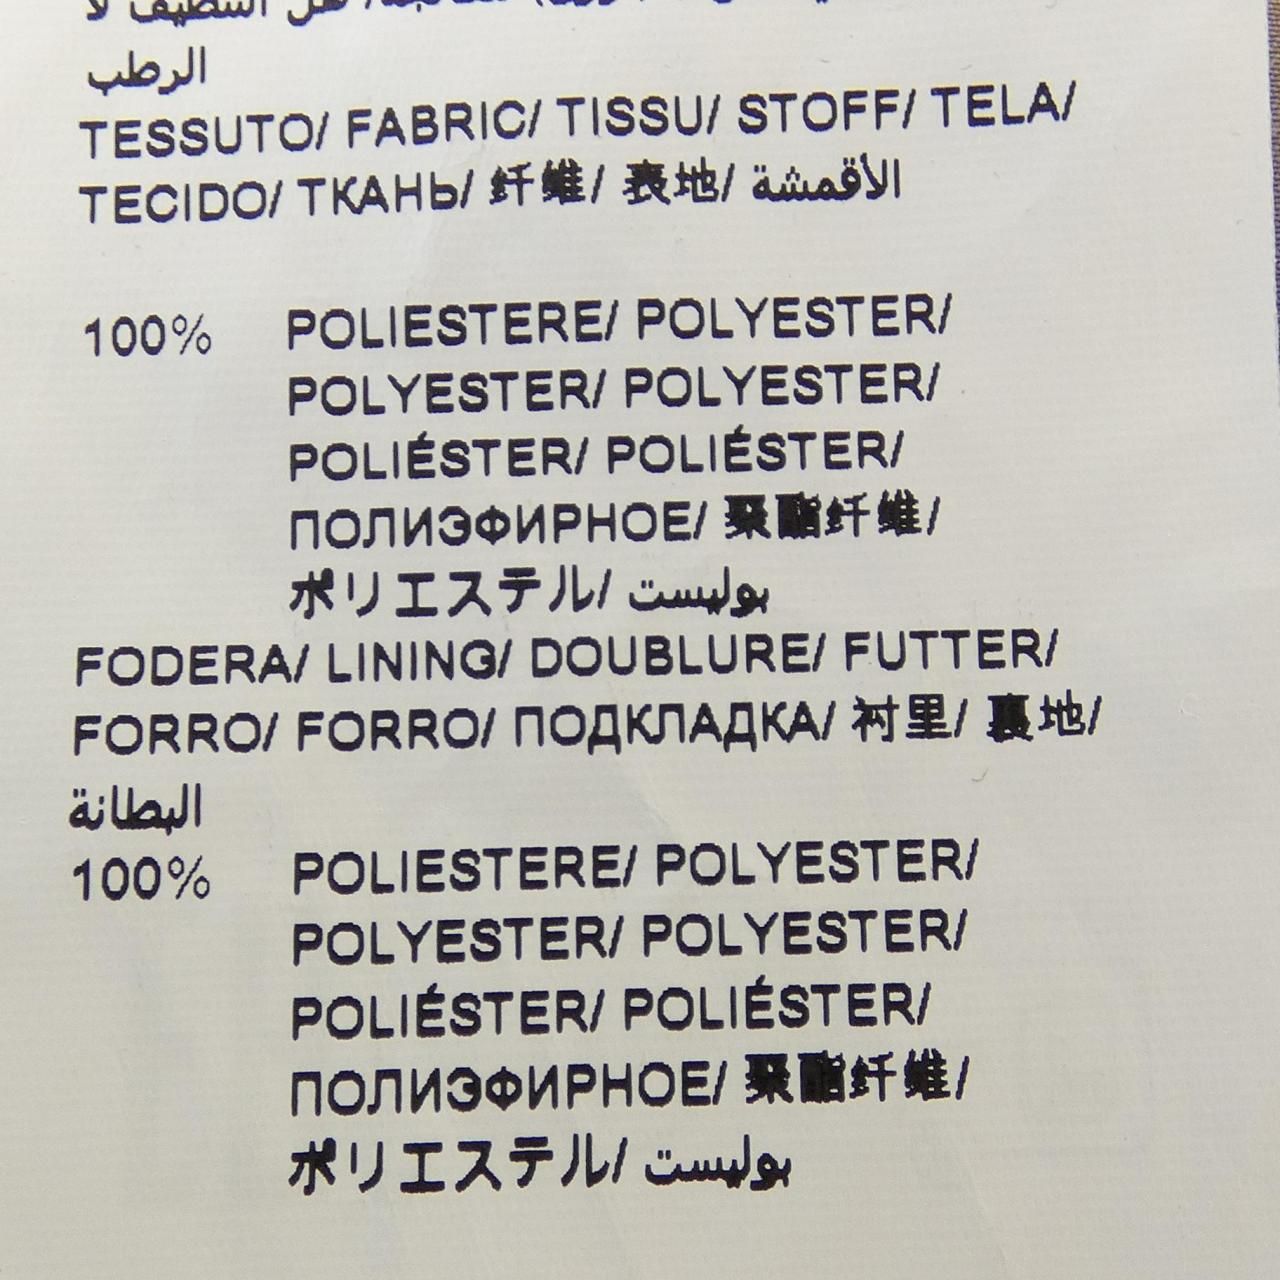 الرطب
TESSUTO/ FABRIC/ TISSU/ STOFF/ TELA/
TECIDO/ ТКАНЬ/ 纤维/ 表地/ الأقمشة
100% POLIESTERE/ POLYESTER/
POLYESTER/ POLYESTER/
POLIÉSTER/ POLIÉSTER/
ПОЛИЭФИРНОЕ/ 聚酯纤维/
ポリエステル/ بوليست
FODERA/ LINING/ DOUBLURE/ FUTTER/
FORRO/ FORRO/ ПОДКЛАДКА/ 衬里/ 裏地/
البطانة
100% POLIESTERE/ POLYESTER/
POLYESTER/ POLYESTER/
POLIÉSTER/ POLIÉSTER/
ПОЛИЭФИРНОЕ/ 聚酯纤维/
ポリエステル/ بوليست